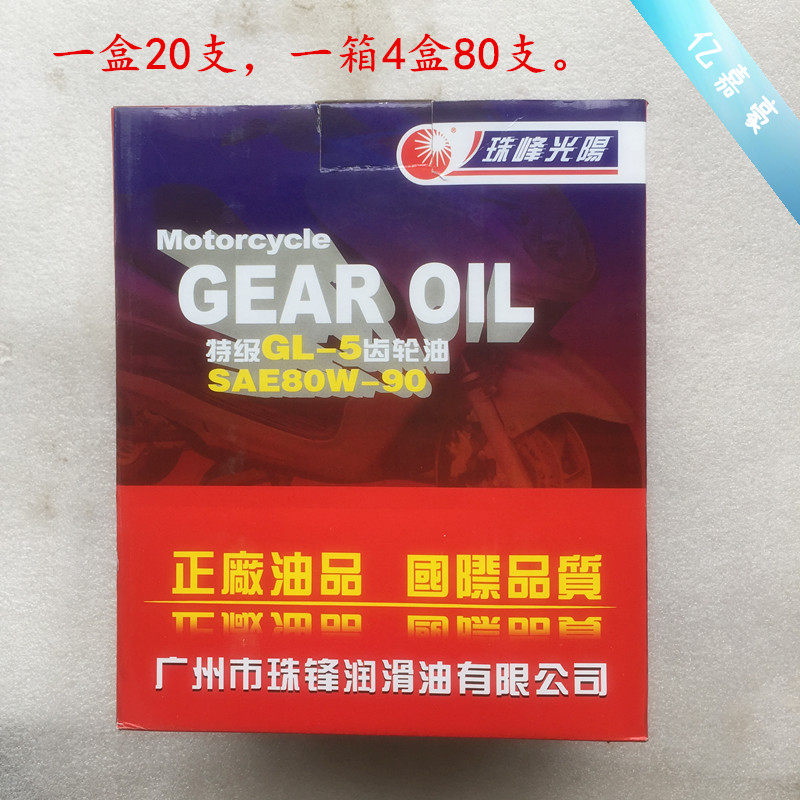 一盒20支，一箱4盒80支。
亿嘉豪
珠峰光陽
®
Motorcycle
GEAR OIL
特级GL-5齿轮油
SAE80W-90
正廠油品 國際品質
广州市珠锋润滑油有限公司